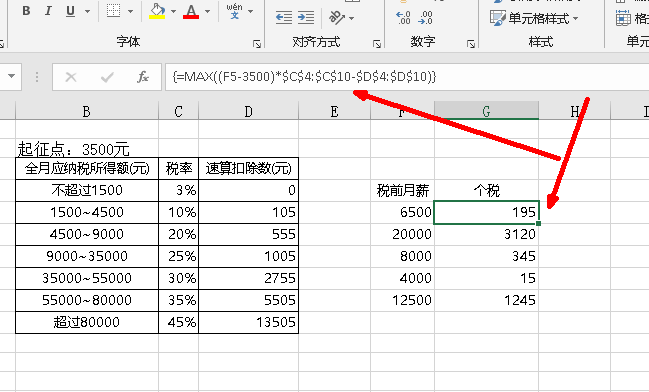 B I U A wén 文
字体 对齐方式 数字 样式
单元格样式 格式
fx {=MAX((F5-3500)*$C$4:$C$10-$D$4:$D$10)}
B C D E F G H
起征点：3500元
全月应纳税所得额(元) 税率 速算扣除数(元)
不超过1500 3% 0 税前月薪 个税
1500~4500 10% 105 6500 195
4500~9000 20% 555 20000 3120
9000~35000 25% 1005 8000 345
35000~55000 30% 2755 4000 15
55000~80000 35% 5505 12500 1245
超过80000 45% 13505